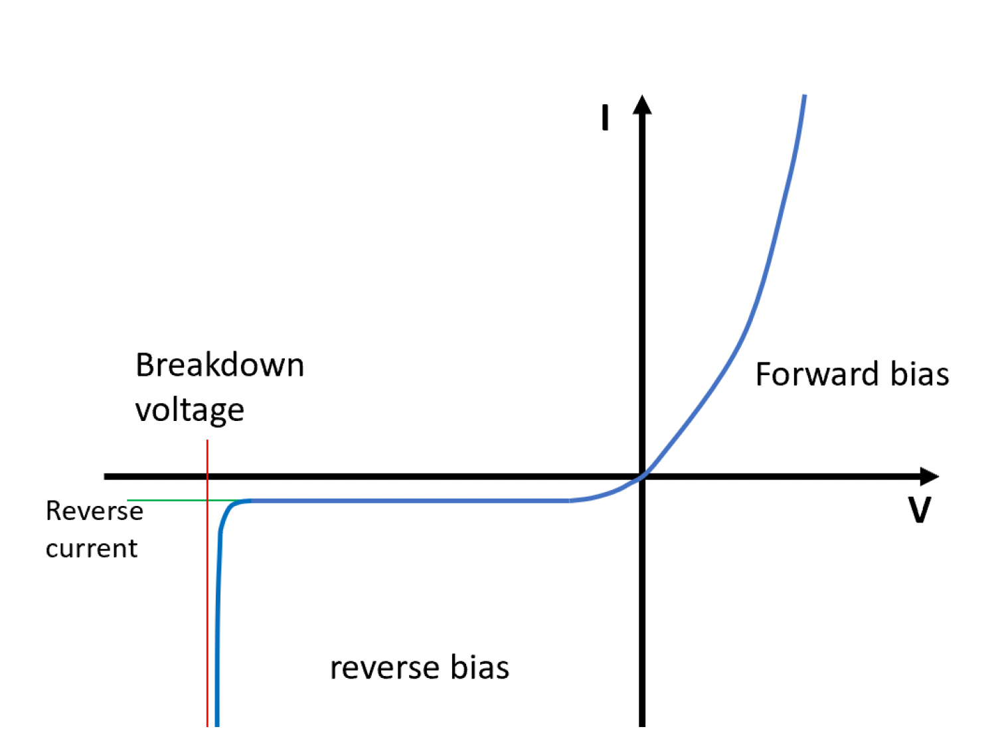 I
Breakdown
voltage
Forward bias
V
Reverse
current
reverse bias